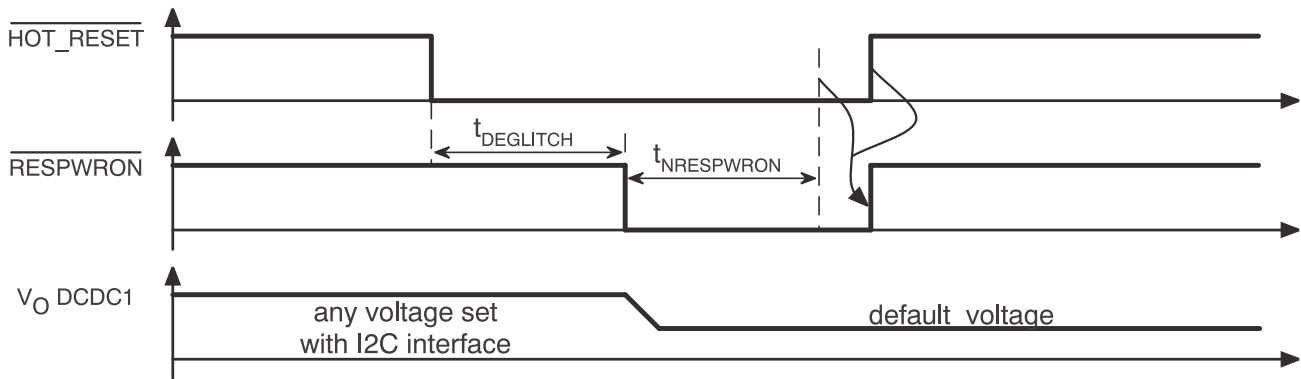 HOT_RESET
tDEGLITCH
RESPWRON
tNRESPWRON
VO DCDC1
any voltage set
with I2C interface
default voltage